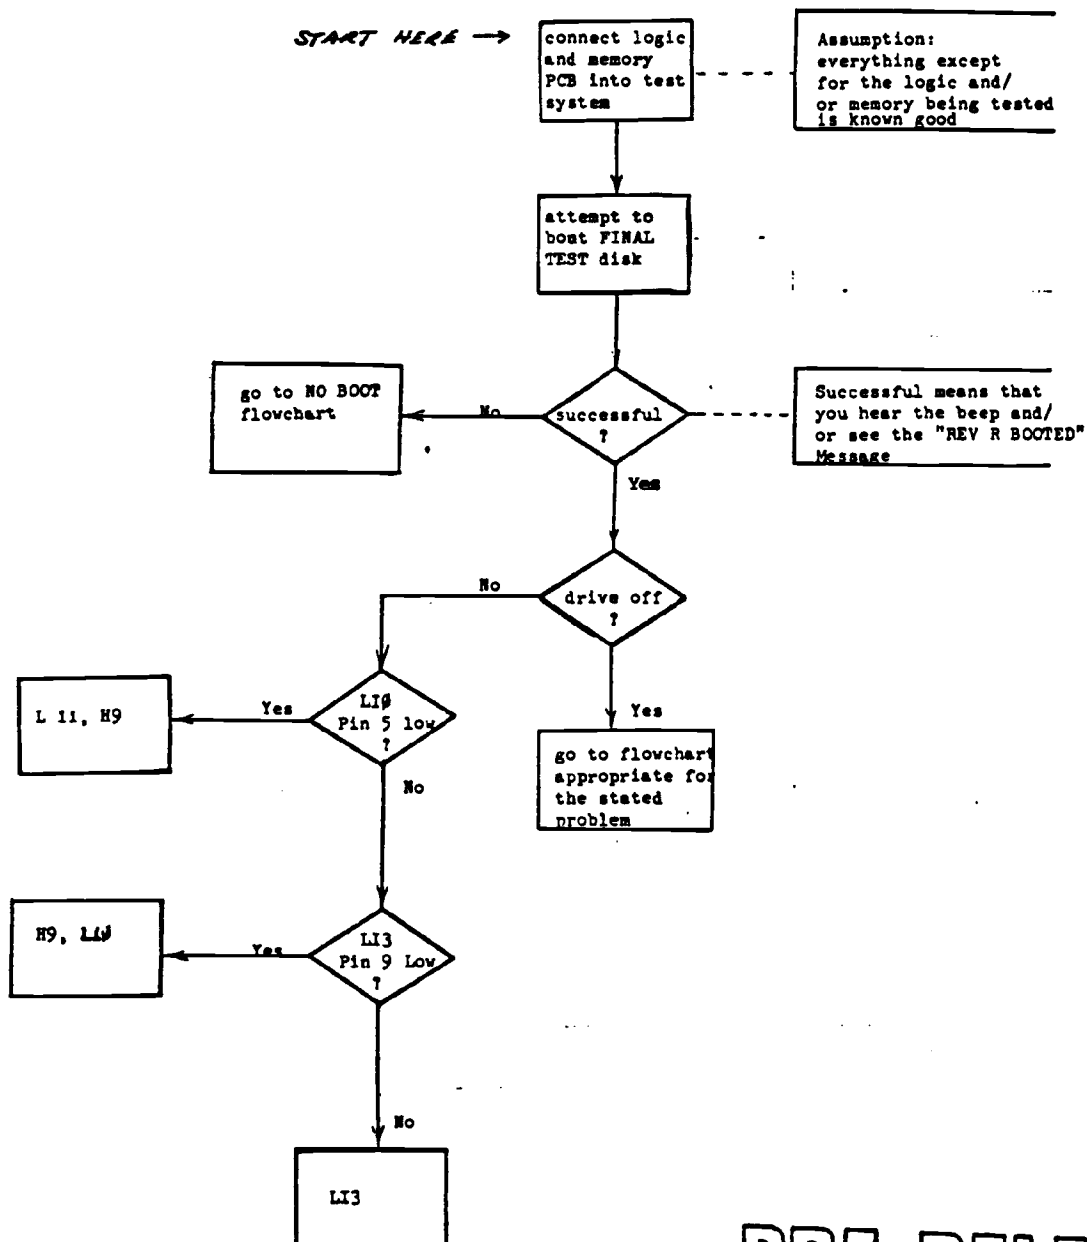 START HERE →
connect logic
and memory
PCB into test
system
Assumption:
everything except
for the logic and/
or memory being tested
is known good
attempt to
boot FINAL
TEST disk
go to NO BOOT
flowchart
No
successful
?
Successful means that
you hear the beep and/
or see the "REV R BOOTED"
Message
Yes
No
drive off
?
L 11, H9
Yes
LIØ
Pin 5 low
?
Yes
go to flowchart
appropriate for
the stated
problem
No
H9, LIØ
Yes
LI3
Pin 9 Low
?
No
LI3